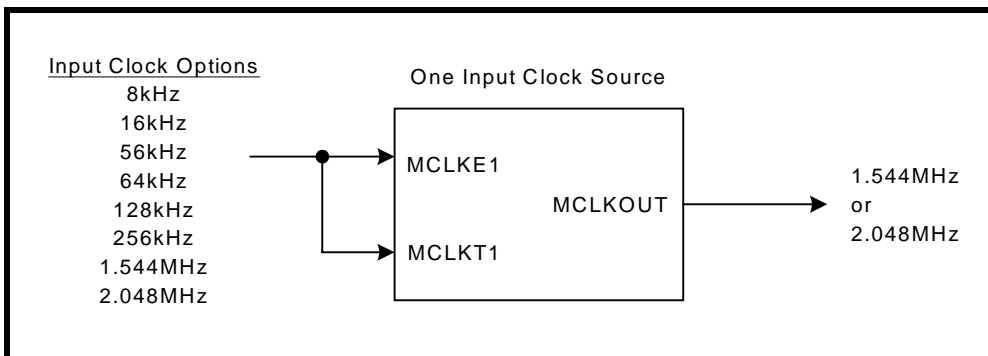 Input Clock Options
8kHz
16kHz
56kHz
64kHz
128kHz
256kHz
1.544MHz
2.048MHz
One Input Clock Source
MCLKE1
MCLKT1
MCLKOUT
1.544MHz
or
2.048MHz